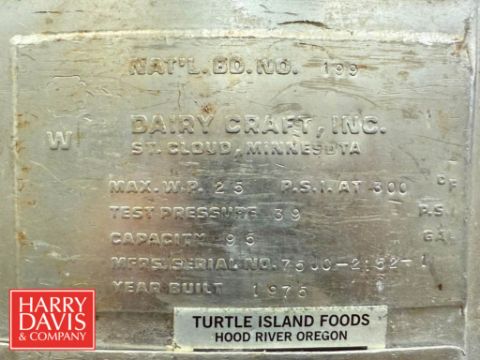 NAT'L. BD. NO. 199
W DAIRY CRAFT, INC.
ST. CLOUD, MINNESOTA
MAX. W.P. 25 P.S.I. AT 300 °F
TEST PRESSURE 39 P.S.I
CAPACITY 95 GAL
MFRS. SERIAL NO. 75JC-2152-1
YEAR BUILT 1975
TURTLE ISLAND FOODS
HOOD RIVER OREGON
HARRY
DAVIS
& COMPANY